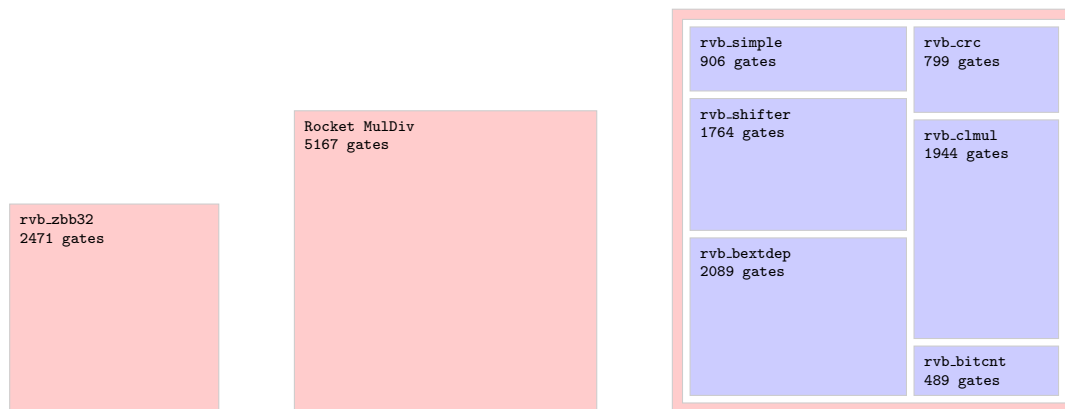 rvb_zbb32
2471 gates
Rocket MulDiv
5167 gates
rvb_simple
906 gates
rvb_shifter
1764 gates
rvb_bextdep
2089 gates
rvb_crc
799 gates
rvb_clmul
1944 gates
rvb_bitcnt
489 gates